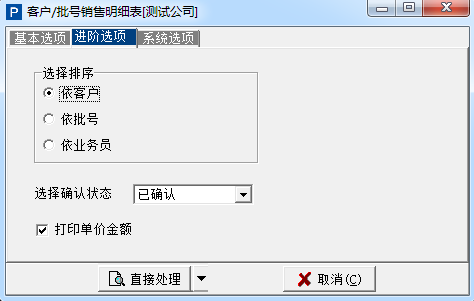 客户/批号销售明细表[测试公司]
基本选项 进阶选项 系统选项
选择排序
依客户
依批号
依业务员
选择确认状态 已确认
打印单价金额
直接处理 取消(C)